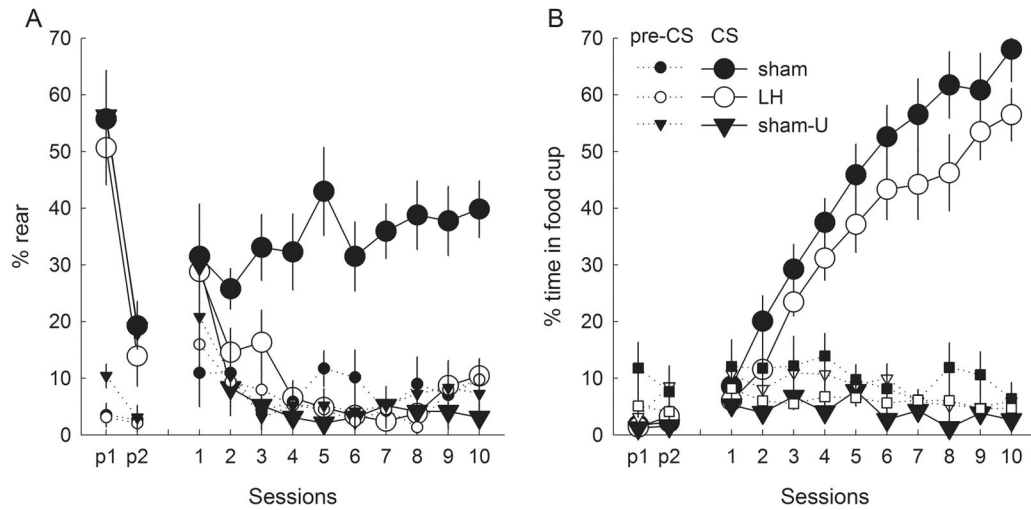 A
70
60
50
40
30
20
10
0
% rear
p1 p2 1 2 3 4 5 6 7 8 9 10
Sessions
B
70
60
50
40
30
20
10
0
% time in food cup
pre-CS CS
sham
LH
sham-U
p1 p2 1 2 3 4 5 6 7 8 9 10
Sessions